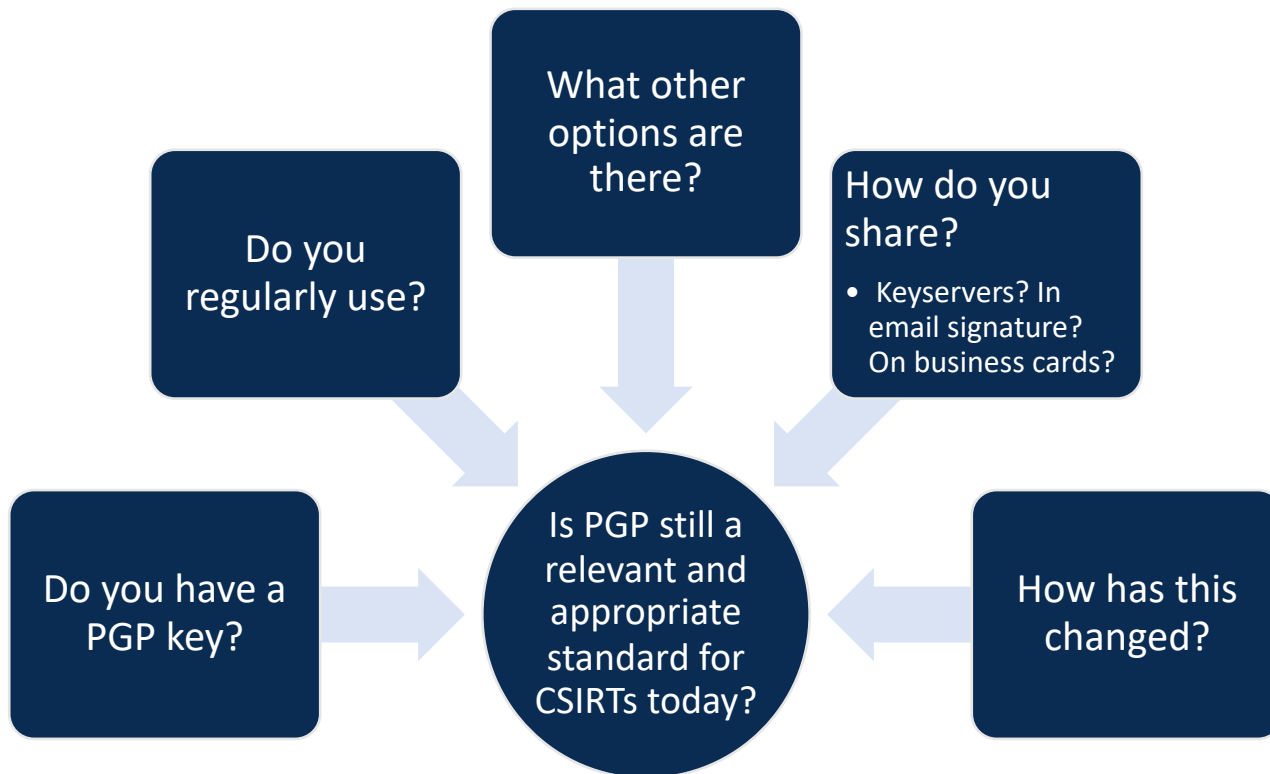 What other
options are
there?
How do you
share?
• Keyservers? In
email signature?
On business cards?
Do you
regularly use?
Is PGP still a
relevant and
appropriate
standard for
CSIRTs today?
Do you have a
PGP key?
How has this
changed?